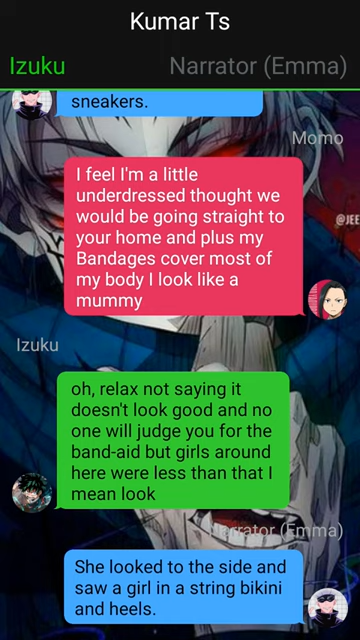 Kumar Ts
Izuku
Narrator (Emma)
sneakers.
Momo
I feel I'm a little
underdressed thought we
would be going straight to
your home and plus my
Bandages cover most of
my body I look like a
mummy
@JEE
Izuku
oh, relax not saying it
doesn't look good and no
one will judge you for the
band-aid but girls around
here were less than that I
mean look
Narrator (Emma)
She looked to the side and
saw a girl in a string bikini
and heels.